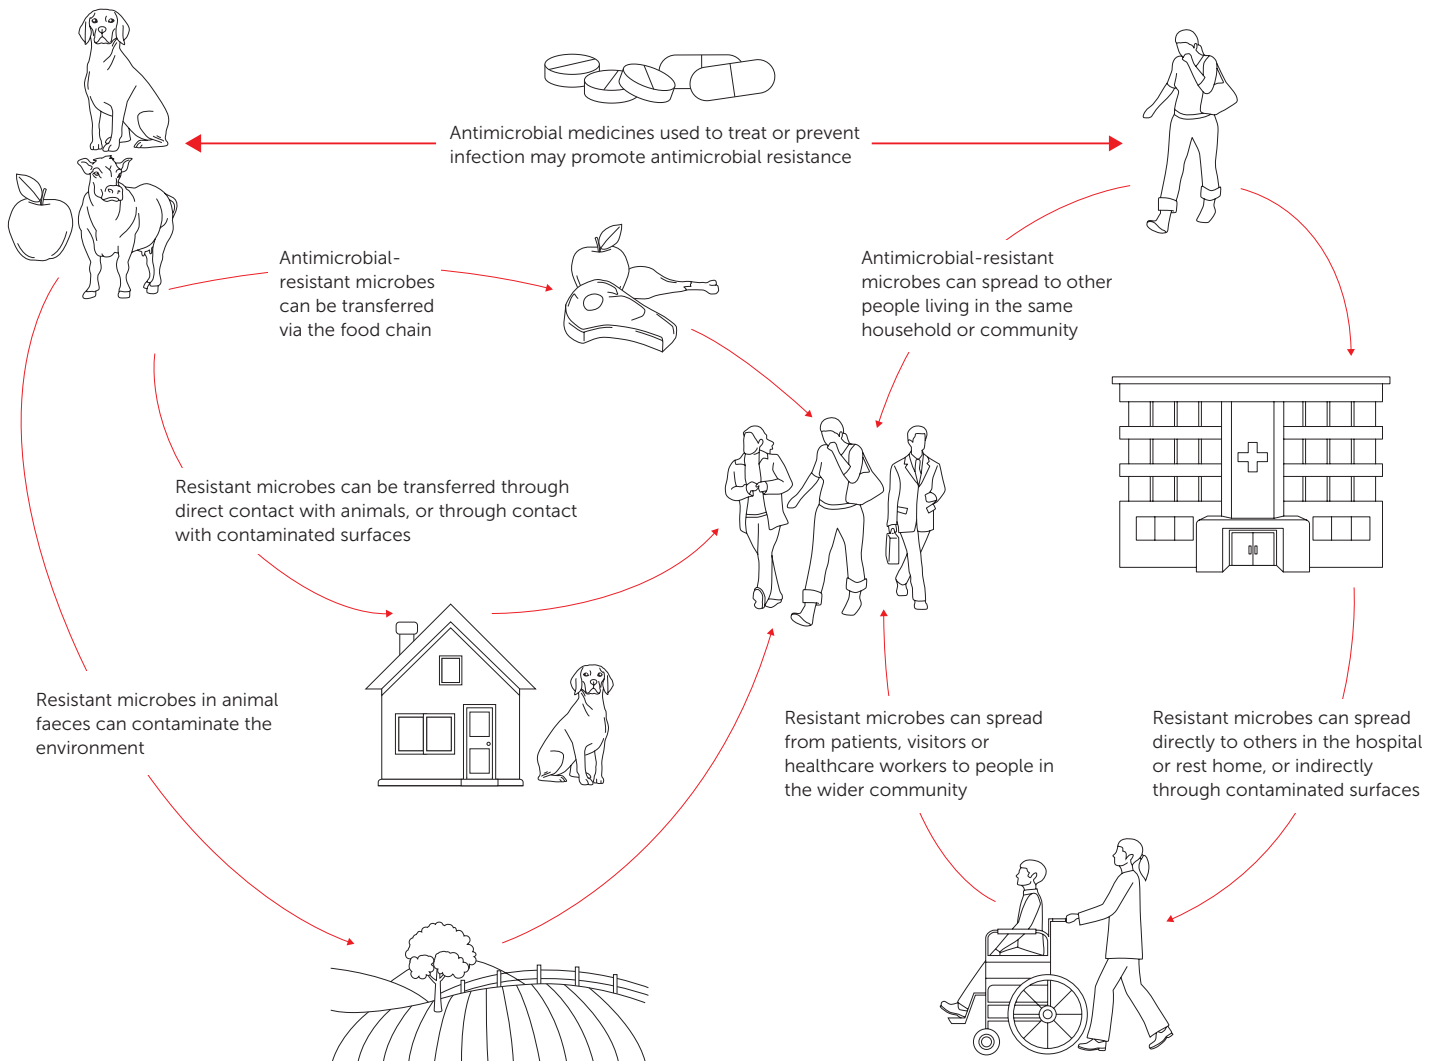 Antimicrobial medicines used to treat or prevent
infection may promote antimicrobial resistance
Antimicrobial-
resistant microbes
can be transferred
via the food chain
Antimicrobial-resistant
microbes can spread to other
people living in the same
household or community
Resistant microbes can be transferred through
direct contact with animals, or through contact
with contaminated surfaces
Resistant microbes in animal
faeces can contaminate the
environment
Resistant microbes can spread
from patients, visitors or
healthcare workers to people in
the wider community
Resistant microbes can spread
directly to others in the hospital
or rest home, or indirectly
through contaminated surfaces